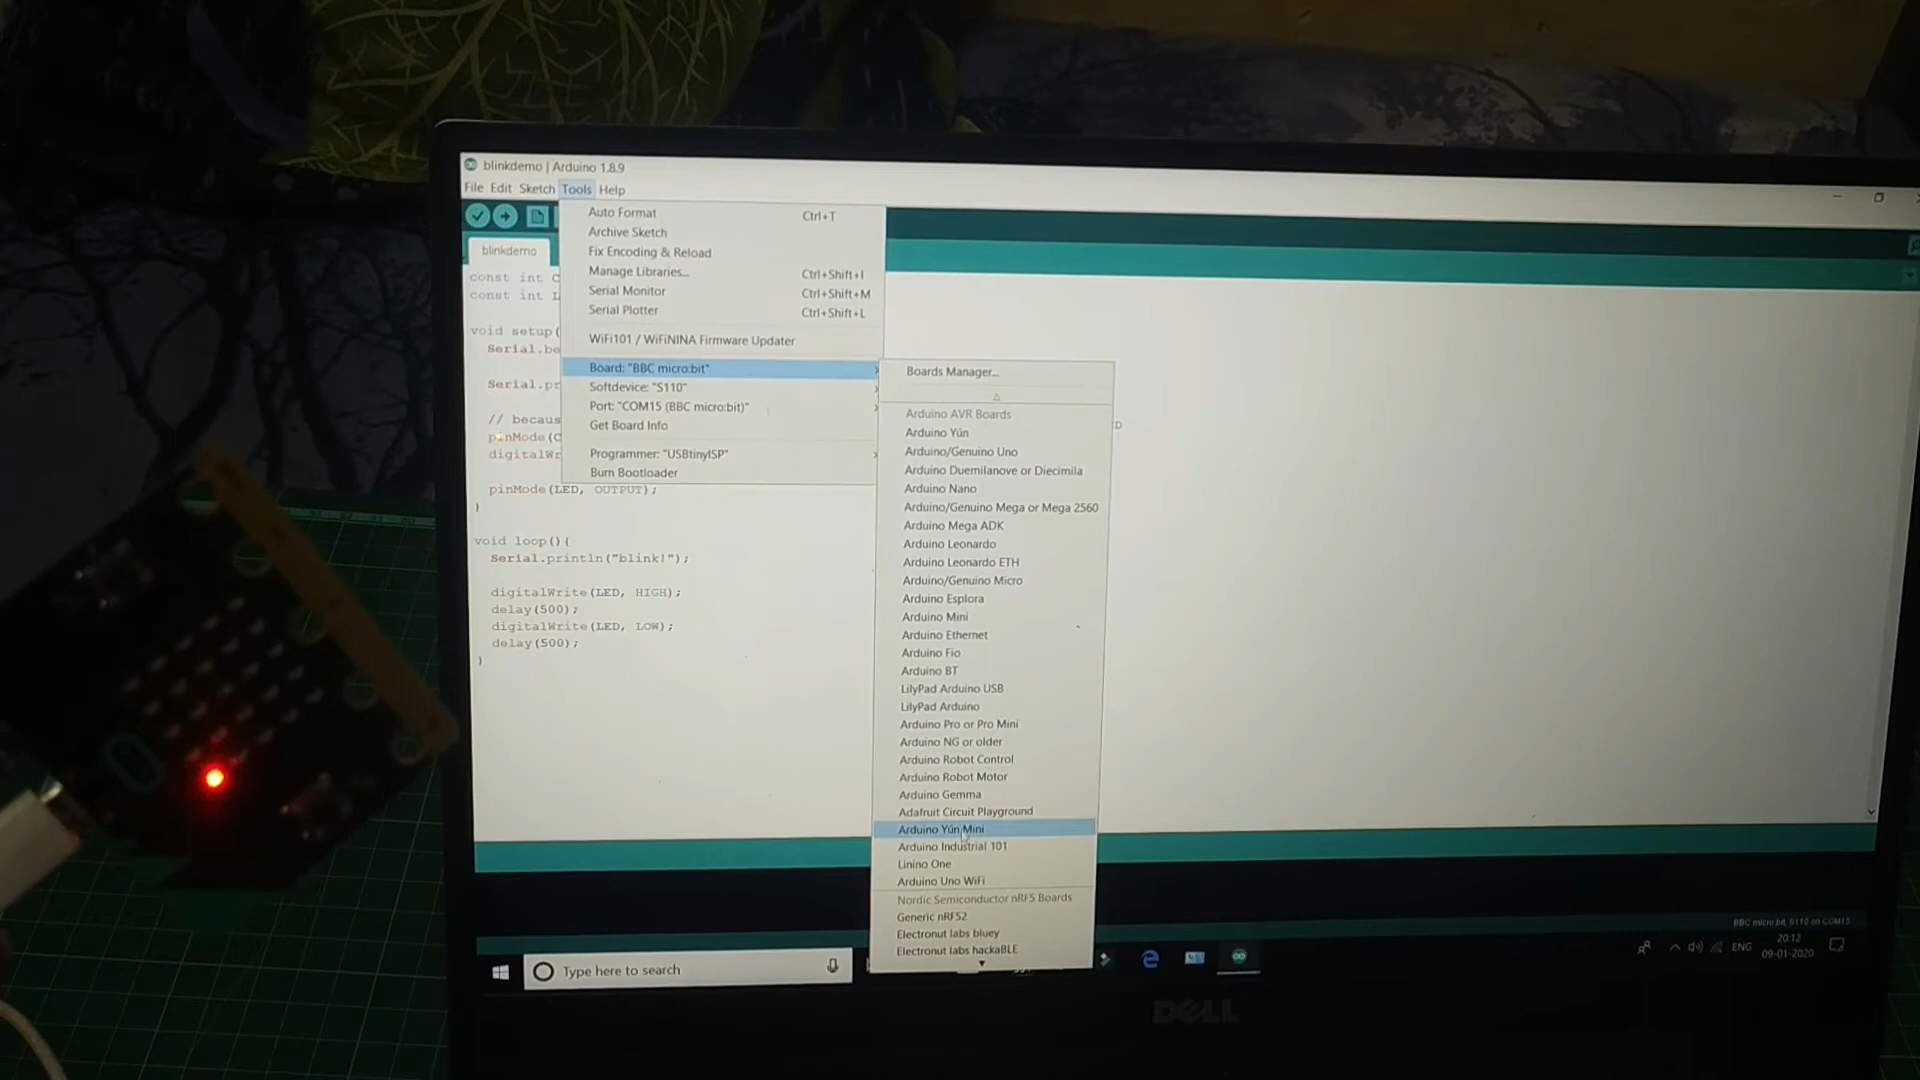 blinkdemo | Arduino 1.8.9
File Edit Sketch Tools Help
blinkdemo
const int C
const int L
void setup(
Serial.be
Serial.pr
// becaus
pinMode(C
digitalWr
pinMode(LED, OUTPUT);
}
void loop(){
Serial.println("blink!");
digitalWrite(LED, HIGH);
delay(500);
digitalWrite(LED, LOW);
delay(500);
}
Auto Format Ctrl+T
Archive Sketch
Fix Encoding & Reload
Manage Libraries... Ctrl+Shift+I
Serial Monitor Ctrl+Shift+M
Serial Plotter Ctrl+Shift+L
WiFi101 / WiFiNINA Firmware Updater
Board: "BBC micro:bit"
Softdevice: "S110"
Port: "COM15 (BBC micro:bit)"
Get Board Info
Programmer: "USBtinyISP"
Burn Bootloader
Boards Manager...
Arduino AVR Boards
Arduino Yún
Arduino/Genuino Uno
Arduino Duemilanove or Diecimila
Arduino Nano
Arduino/Genuino Mega or Mega 2560
Arduino Mega ADK
Arduino Leonardo
Arduino Leonardo ETH
Arduino/Genuino Micro
Arduino Esplora
Arduino Mini
Arduino Ethernet
Arduino Fio
Arduino BT
LilyPad Arduino USB
LilyPad Arduino
Arduino Pro or Pro Mini
Arduino NG or older
Arduino Robot Control
Arduino Robot Motor
Arduino Gemma
Adafruit Circuit Playground
Arduino Yún Mini
Arduino Industrial 101
Linino One
Arduino Uno WiFi
Nordic Semiconductor nRF5 Boards
Generic nRF52
Electronut labs bluey
Electronut labs hackaBLE
BBC micro:bit, S110 on COM15
Type here to search
ENG
20:12
09-01-2020
DELL